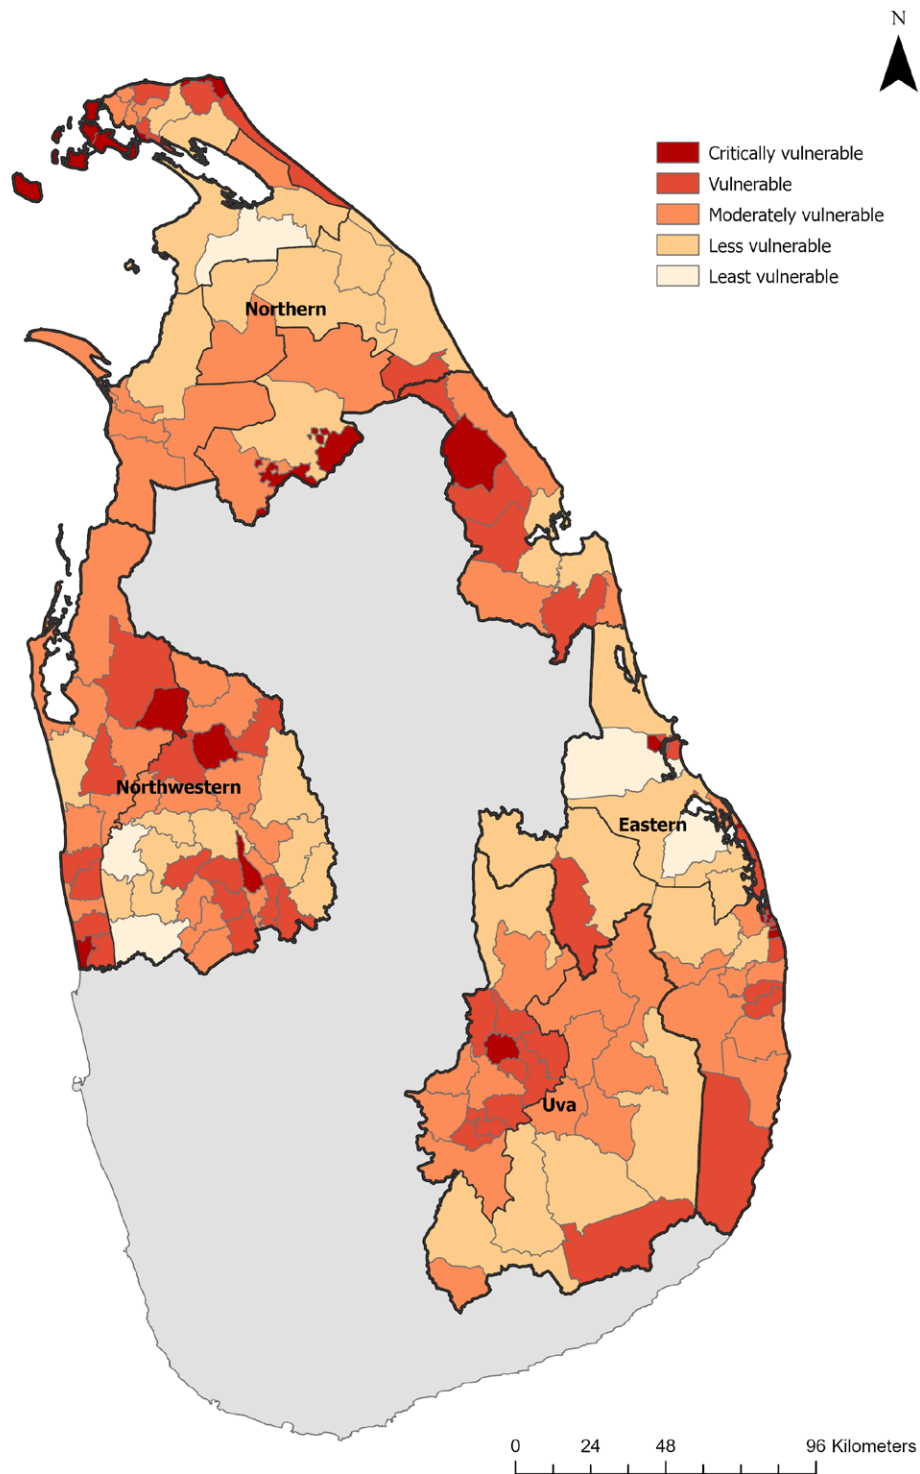 N
Critically vulnerable
Vulnerable
Moderately vulnerable
Less vulnerable
Least vulnerable
Northern
Northwestern
Eastern
Uva
0 24 48 96 Kilometers